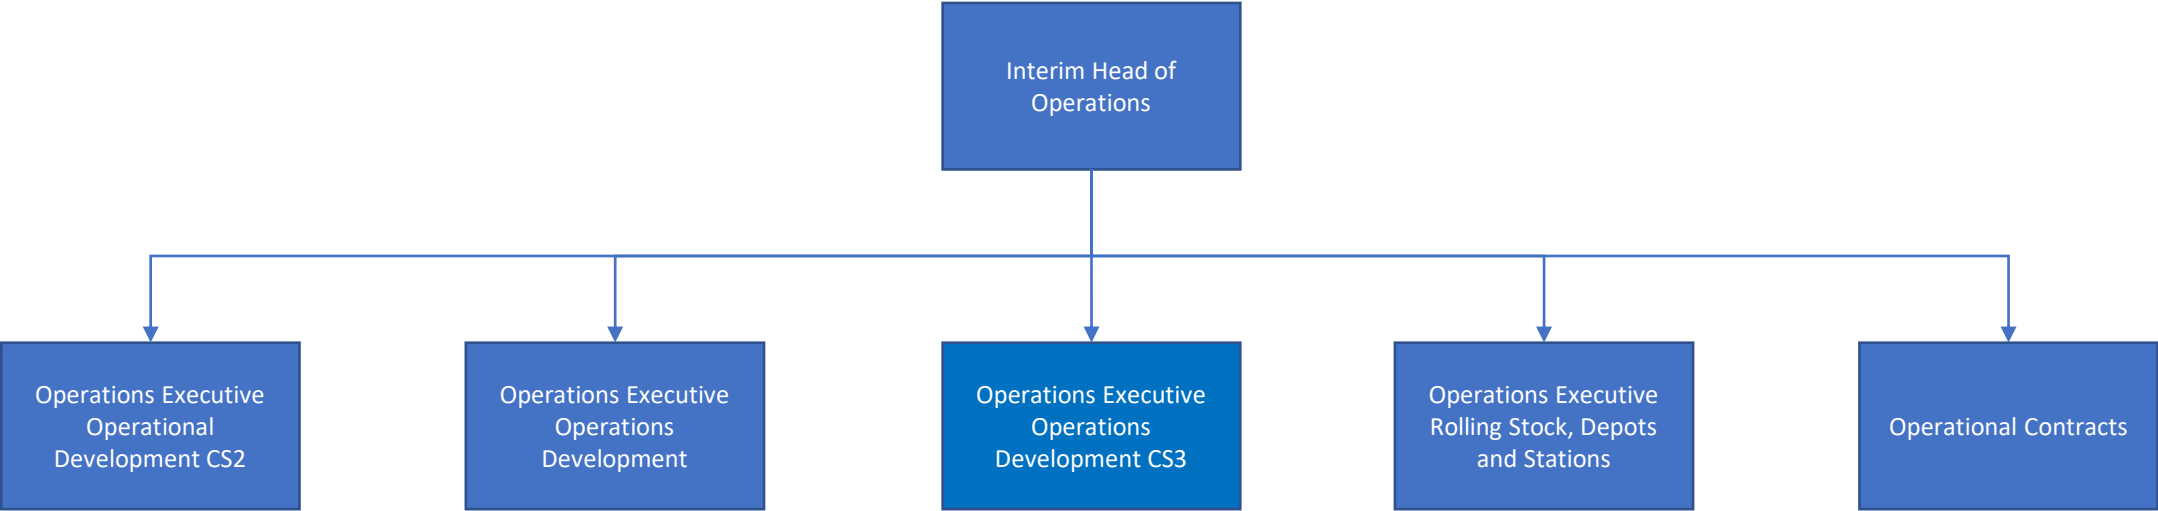 Interim Head of
Operations
Operations Executive
Operational
Development CS2
Operations Executive
Operations
Development
Operations Executive
Operations
Development CS3
Operations Executive
Rolling Stock, Depots
and Stations
Operational Contracts